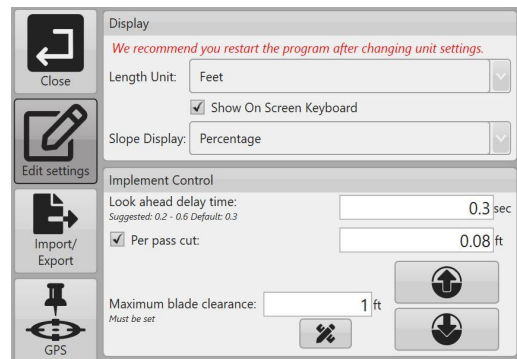 Close
Edit settings
Import/
Export
GPS
Display
We recommend you restart the program after changing unit settings.
Length Unit: Feet
Show On Screen Keyboard
Slope Display: Percentage
Implement Control
Look ahead delay time: 0.3 sec
Suggested: 0.2 - 0.6 Default: 0.3
Per pass cut: 0.08 ft
Maximum blade clearance: 1 ft
Must be set